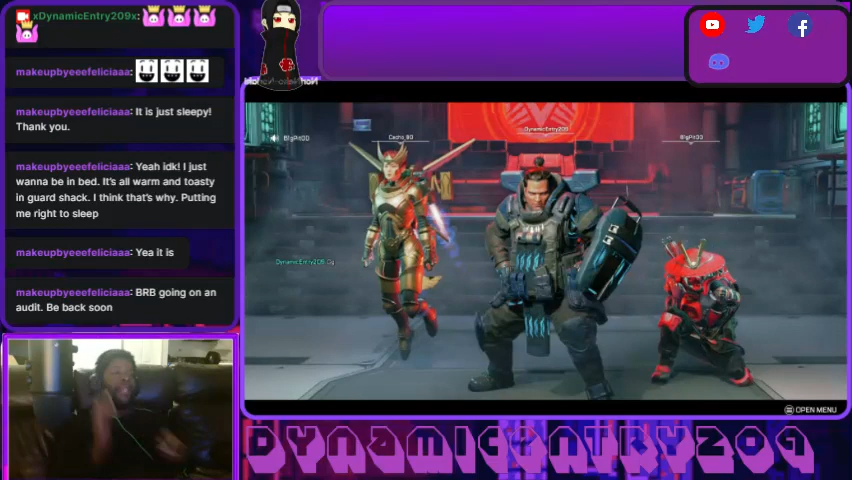 xDynamicEntry209x:
makeupbyeeefeliciaaa:
makeupbyeeefeliciaaa: It is just sleepy!
Thank you.
makeupbyeeefeliciaaa: Yeah idk! I just
wanna be in bed. It's all warm and toasty
in guard shack. I think that's why. Putting
me right to sleep
makeupbyeeefeliciaaa: Yea it is
makeupbyeeefeliciaaa: BRB going on an
audit. Be back soon
DynamicEntry209
OPEN MENU
DYNAMICENTRY209